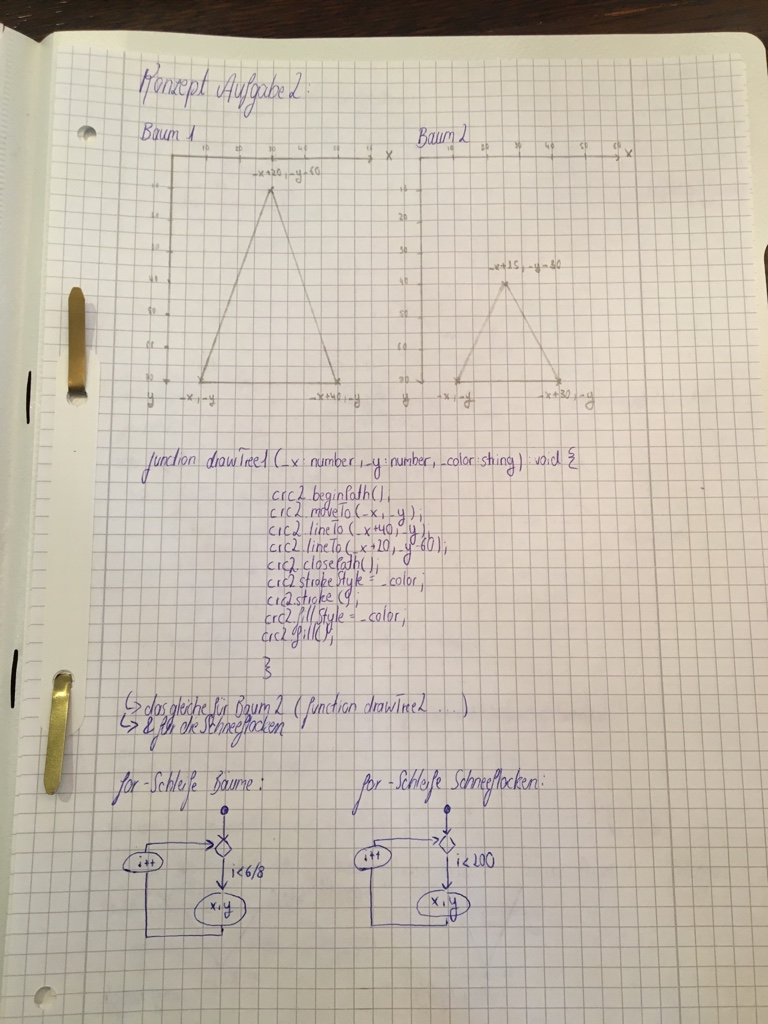 Konzept Aufgabe 2:
Baum 1
Baum 2
10 20 30 40 50 x
10 20 30 40 50 60 x
_x+20, _y-60
10
20
30
40
50
60
70
y
_x, _y
_x+40, _y
10
20
30
_x+15, _y-30
40
50
60
70
y
_x, _y
_x+30, _y
function drawTree1 (_x: number, _y: number, _color: string): void {
crc2.beginPath();
crc2.moveTo(_x, _y);
crc2.lineTo(_x+40, _y);
crc2.lineTo(_x+20, _y-60);
crc2.closePath();
crc2.strokeStyle = _color;
crc2.stroke();
crc2.fillStyle = _color;
crc2.fill();
}
↳ das gleiche für Baum 2 (function drawTree2 ....)
↳ & für die Schneeflocken
for-Schleife Bäume:
for-Schleife Schneeflocken:
i++
i<6/8
x, y
i++
i<200
x, y